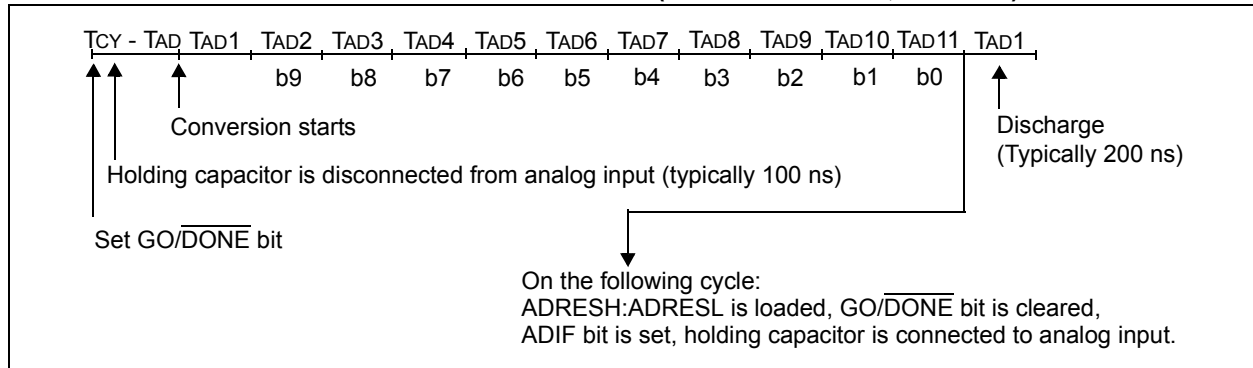 TCY - TAD TAD1 TAD2 TAD3 TAD4 TAD5 TAD6 TAD7 TAD8 TAD9 TAD10 TAD11 TAD1
b9 b8 b7 b6 b5 b4 b3 b2 b1 b0
Conversion starts
Discharge
(Typically 200 ns)
Holding capacitor is disconnected from analog input (typically 100 ns)
Set GO/DONE bit
On the following cycle:
ADRESH:ADRESL is loaded, GO/DONE bit is cleared,
ADIF bit is set, holding capacitor is connected to analog input.